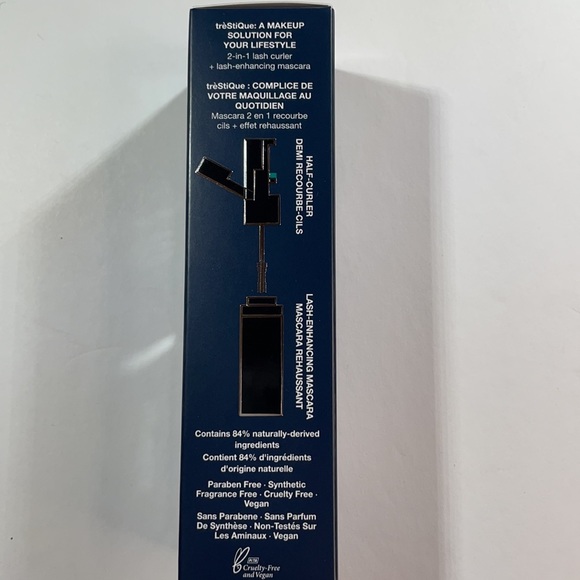 trèStiQue: A MAKEUP
SOLUTION FOR
YOUR LIFESTYLE
2-in-1 lash curler
+ lash-enhancing mascara
trèStiQue : COMPLICE DE
VOTRE MAQUILLAGE AU
QUOTIDIEN
Mascara 2 en 1 recourbe
cils + effet rehaussant
HALF-CURLER
DEMI RECOURBE-CILS
LASH-ENHANCING MASCARA
MASCARA REHAUSSANT
Contains 84% naturally-derived
ingredients
Contient 84% d'ingrédients
d'origine naturelle
Paraben Free · Synthetic
Fragrance Free · Cruelty Free ·
Vegan
Sans Parabene · Sans Parfum
De Synthèse · Non-Testés Sur
Les Aminaux · Vegan
Cruelty-Free
and Vegan